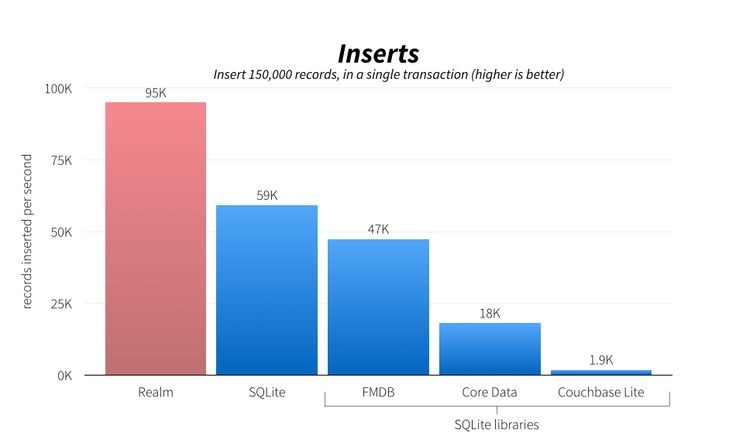 Inserts
Insert 150,000 records, in a single transaction (higher is better)
100K
75K
50K
25K
0K
records inserted per second
95K
59K
47K
18K
1.9K
Realm
SQLite
FMDB
Core Data
Couchbase Lite
SQLite libraries